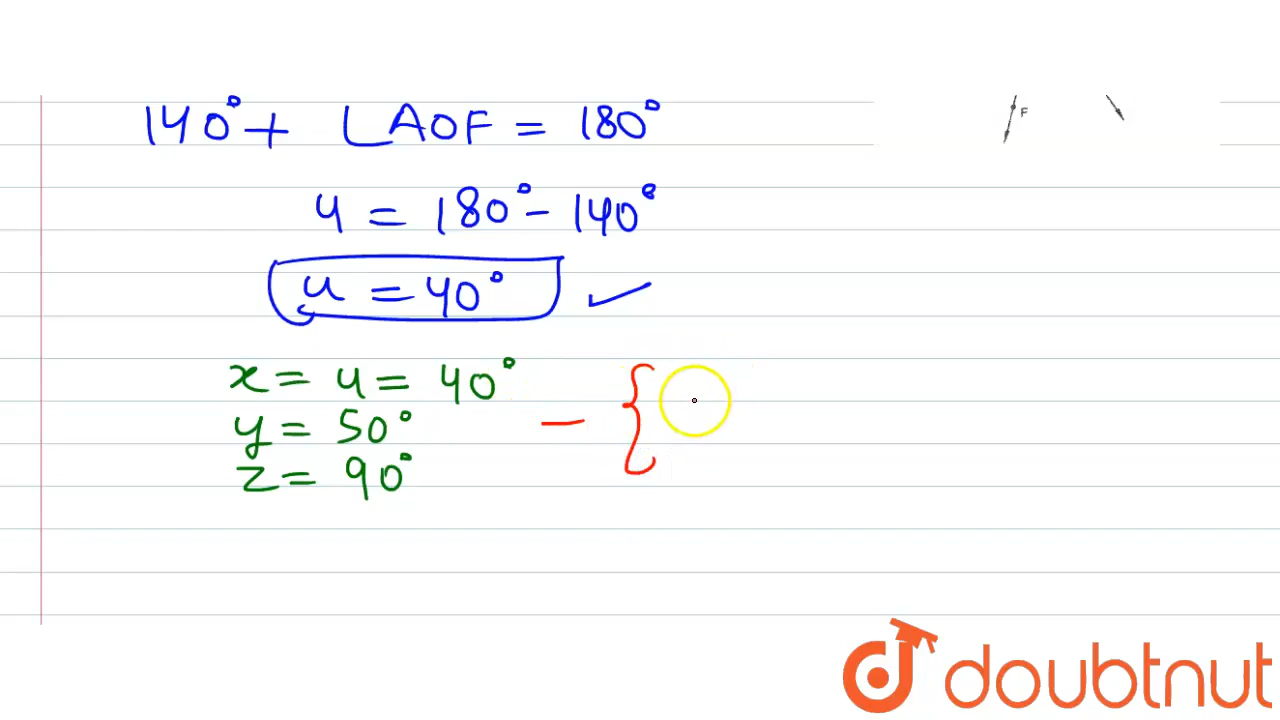 140° + ∠AOF = 180°
F
u = 180° - 140°
u = 40° ✓
x = u = 40°
y = 50° - {
z = 90°
doubtnut